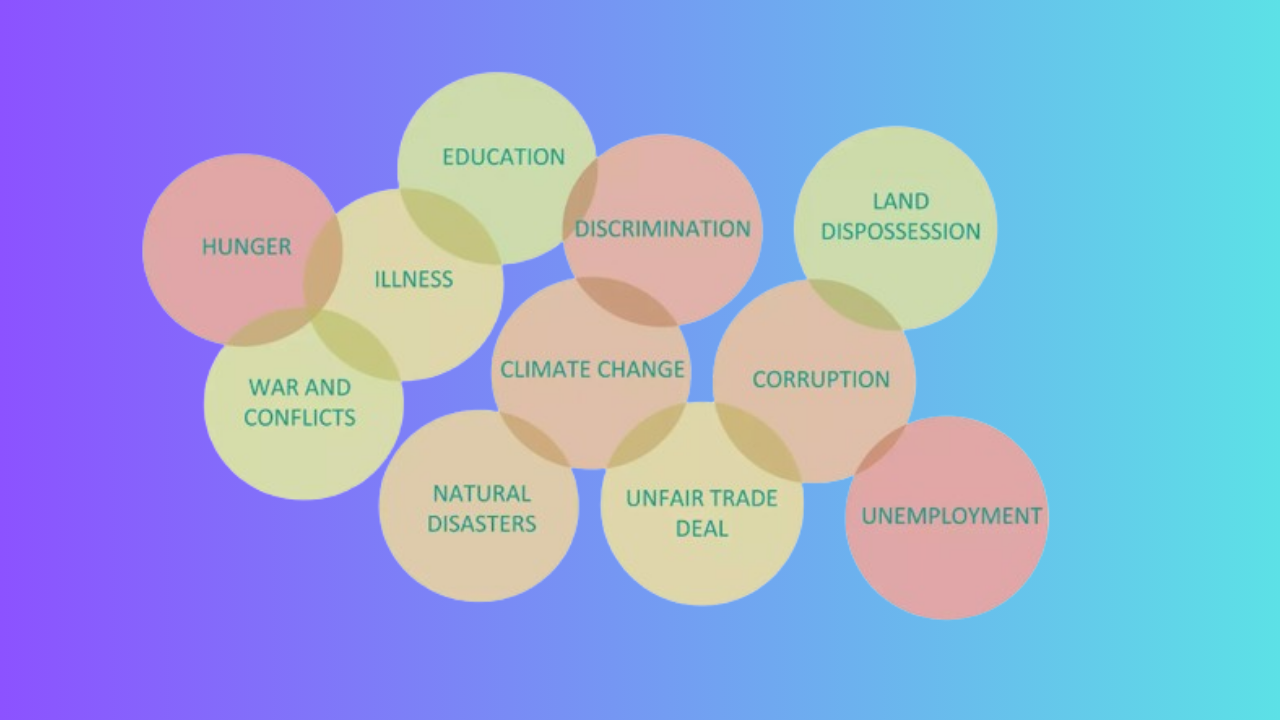 EDUCATION
HUNGER
ILLNESS
DISCRIMINATION
LAND
DISPOSSESSION
WAR AND
CONFLICTS
CLIMATE CHANGE
CORRUPTION
NATURAL
DISASTERS
UNFAIR TRADE
DEAL
UNEMPLOYMENT